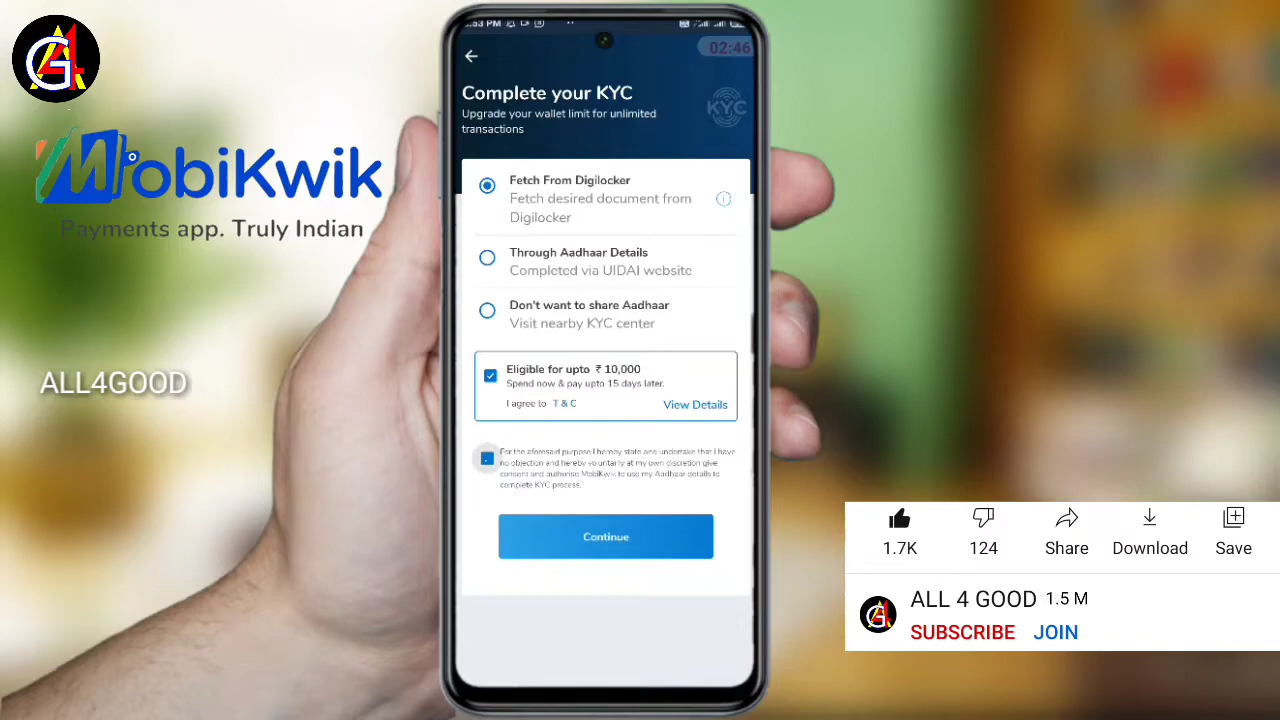 MobiKwik
Payments app. Truly Indian
ALL4GOOD
:53 PM
02:46
Complete your KYC
KYC
Upgrade your wallet limit for unlimited
transactions
Fetch From Digilocker
Fetch desired document from
Digilocker
Through Aadhaar Details
Completed via UIDAI website
Don't want to share Aadhaar
Visit nearby KYC center
Eligible for upto ₹ 10,000
Spend now & pay upto 15 days later.
I agree to T & C
View Details
For the aforesaid purpose I hereby state and undertake that I have
no objection and hereby voluntarily at my own discretion give
consent and authorise MobiKwik to use my Aadhaar details to
complete KYC process.
Continue
1.7K 124 Share Download Save
ALL 4 GOOD 1.5 M
SUBSCRIBE JOIN